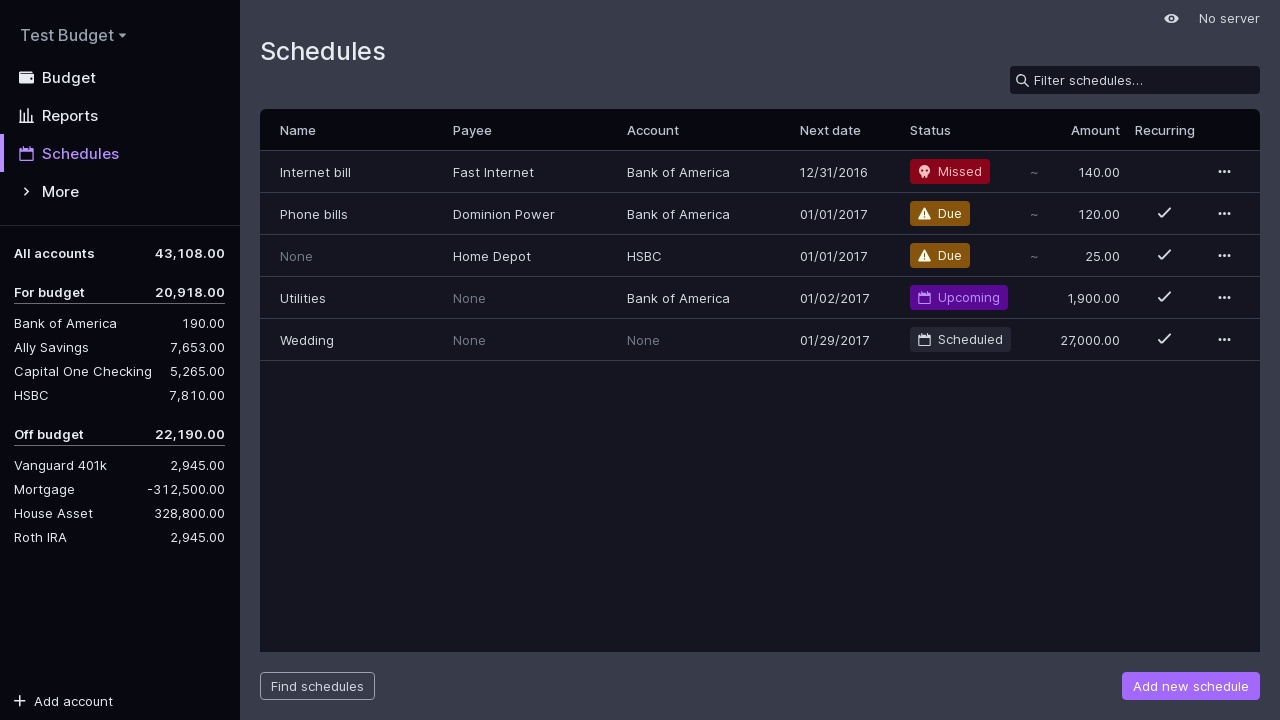 Test Budget
Budget
Reports
Schedules
More
All accounts 43,108.00
For budget 20,918.00
Bank of America 190.00
Ally Savings 7,653.00
Capital One Checking 5,265.00
HSBC 7,810.00
Off budget 22,190.00
Vanguard 401k 2,945.00
Mortgage -312,500.00
House Asset 328,800.00
Roth IRA 2,945.00
Add account
No server
Schedules
Filter schedules…
Name Payee Account Next date Status Amount Recurring
Internet bill Fast Internet Bank of America 12/31/2016 Missed ~ 140.00
Phone bills Dominion Power Bank of America 01/01/2017 Due ~ 120.00
None Home Depot HSBC 01/01/2017 Due ~ 25.00
Utilities None Bank of America 01/02/2017 Upcoming 1,900.00
Wedding None None 01/29/2017 Scheduled 27,000.00
Find schedules
Add new schedule